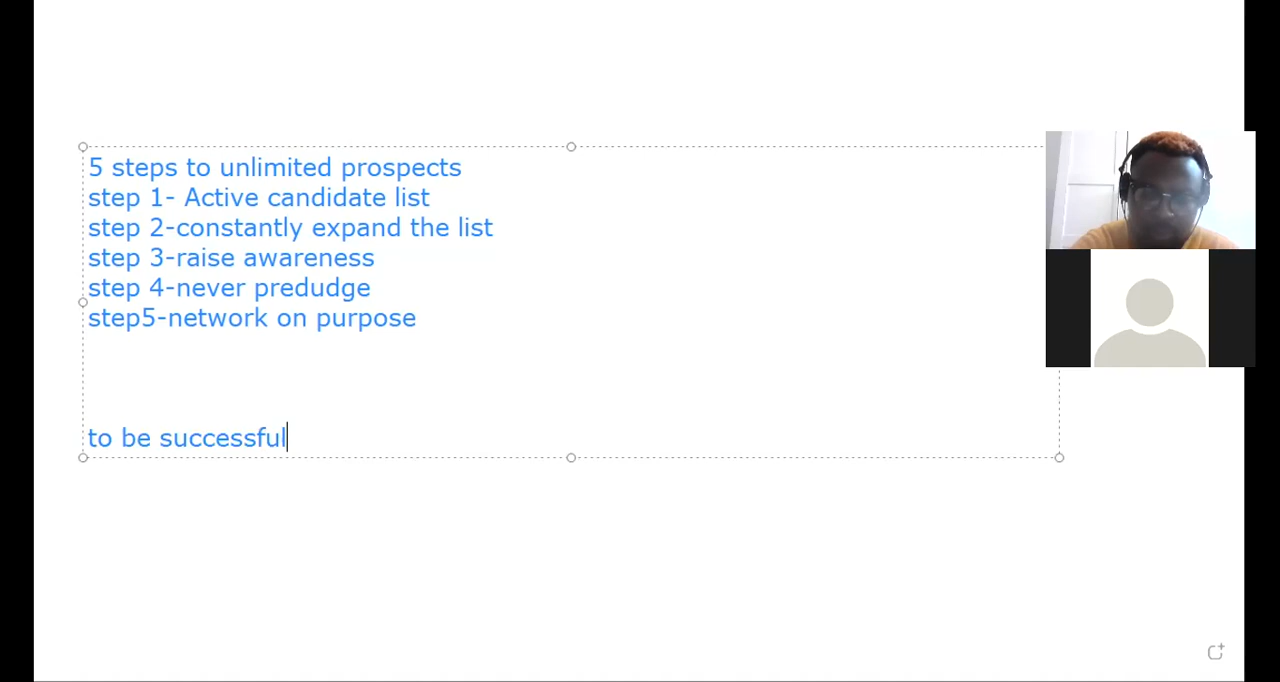 5 steps to unlimited prospects
step 1- Active candidate list
step 2-constantly expand the list
step 3-raise awareness
step 4-never predudge
step5-network on purpose
to be successful